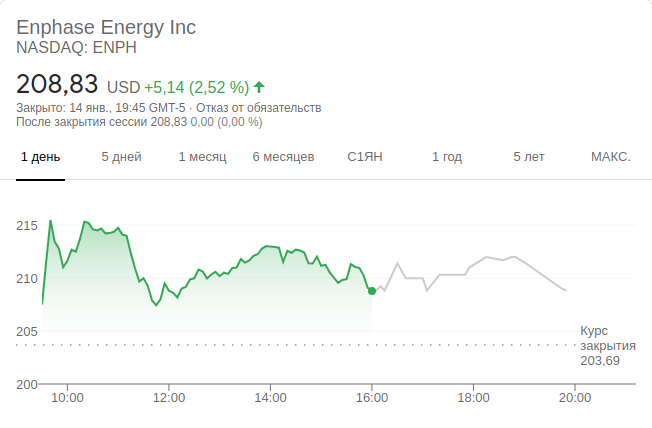 Enphase Energy Inc
NASDAQ: ENPH
208,83 USD +5,14 (2,52 %)
Закрыто: 14 янв., 19:45 GMT-5 · Отказ от обязательств
После закрытия сессии 208,83 0,00 (0,00 %)
1 день 5 дней 1 месяц 6 месяцев С1ЯН 1 год 5 лет МАКС.
215
210
205
Курс
закрытия
203,69
200
10:00 12:00 14:00 16:00 18:00 20:00